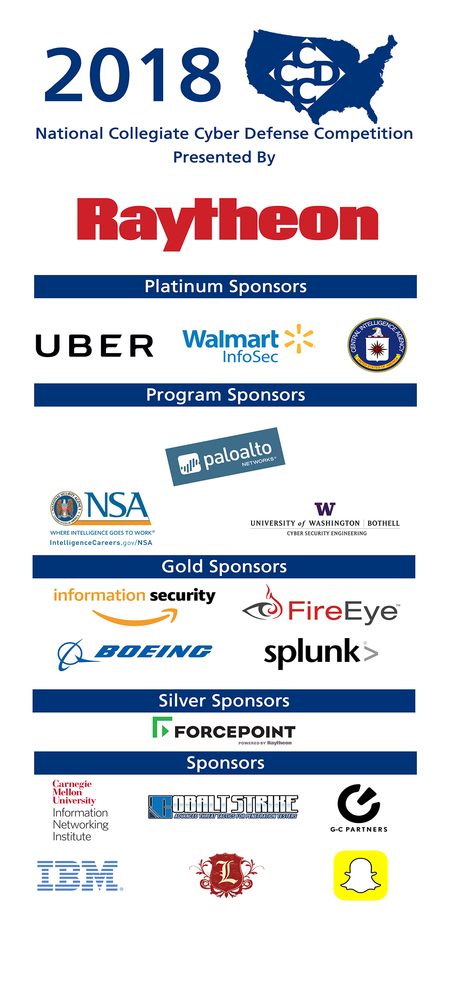 2018
C
C D
C
National Collegiate Cyber Defense Competition
Presented By
Raytheon
Platinum Sponsors
UBER
Walmart
InfoSec
CENTRAL INTELLIGENCE AGENCY
UNITED STATES OF AMERICA
Program Sponsors
paloalto
NETWORKS®
NATIONAL SECURITY AGENCY
UNITED STATES OF AMERICA
NSA
WHERE INTELLIGENCE GOES TO WORK®
IntelligenceCareers.gov/NSA
W
UNIVERSITY of WASHINGTON | BOTHELL
CYBER SECURITY ENGINEERING
Gold Sponsors
information security
FireEye™
BOEING
splunk>®
Silver Sponsors
FORCEPOINT
POWERED BY Raytheon
Sponsors
Carnegie
Mellon
University
Information
Networking
Institute
COBALT STRIKE
ADVANCED THREAT TACTICS FOR PENETRATION TESTERS
G-C PARTNERS
IBM®
L